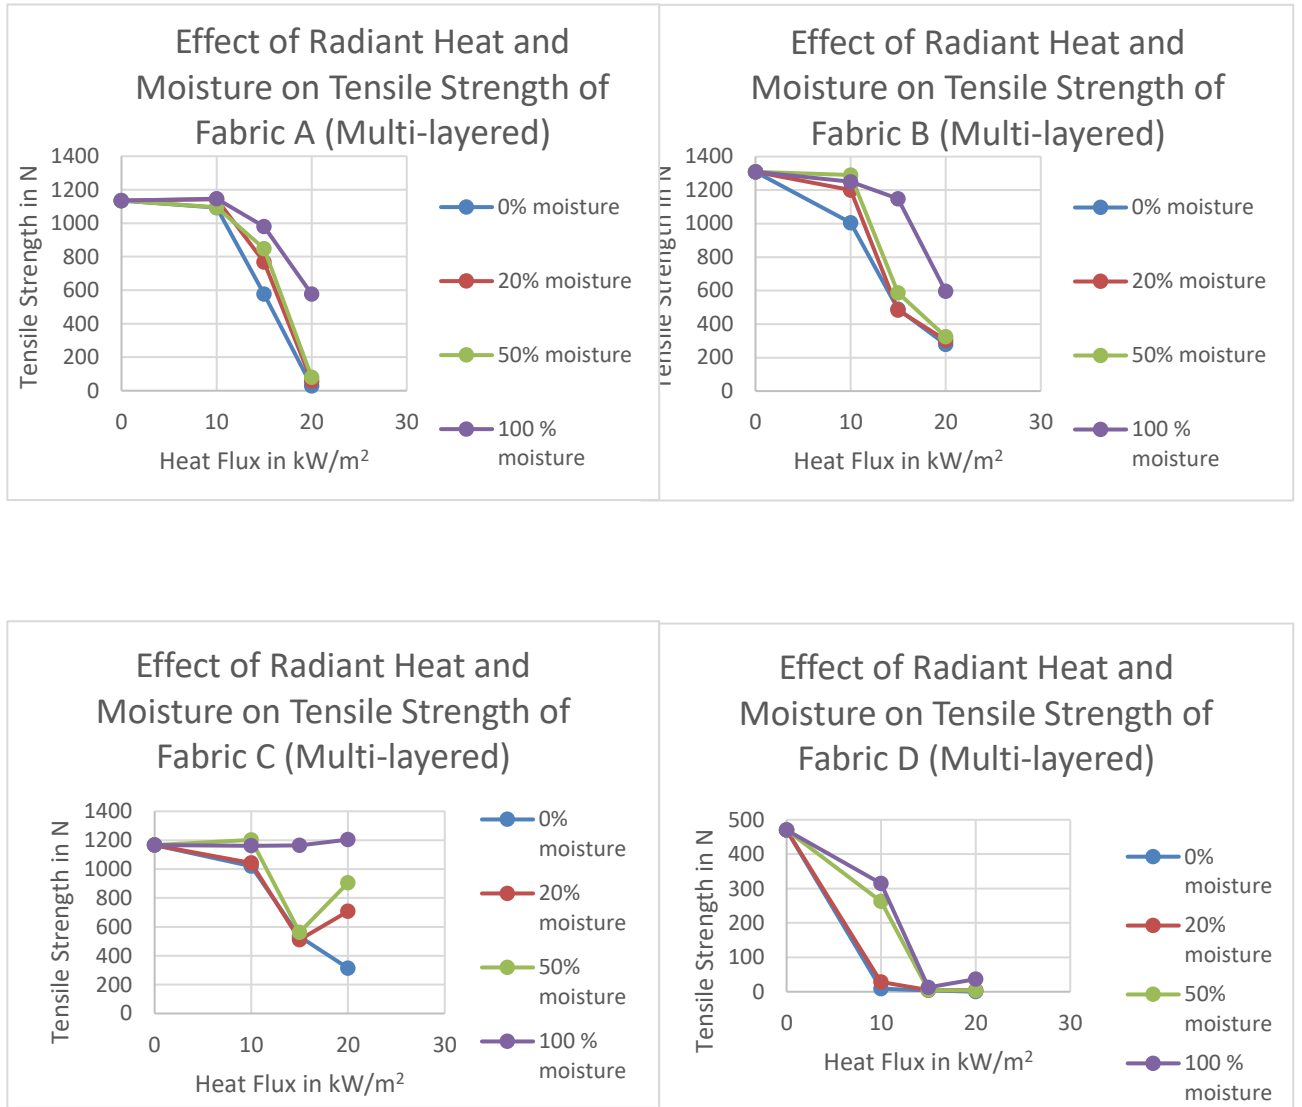 Effect of Radiant Heat and
Moisture on Tensile Strength of
Fabric A (Multi-layered)
1400
1200
1000
800
600
400
200
0
0 10 20 30
Tensile Strength in N
Heat Flux in kW/m²
0% moisture
20% moisture
50% moisture
100 %
moisture
Effect of Radiant Heat and
Moisture on Tensile Strength of
Fabric B (Multi-layered)
1400
1200
1000
800
600
400
200
0
0 10 20 30
Tensile Strength in N
Heat Flux in kW/m²
0% moisture
20% moisture
50% moisture
100 %
moisture
Effect of Radiant Heat and
Moisture on Tensile Strength of
Fabric C (Multi-layered)
1400
1200
1000
800
600
400
200
0
0 10 20 30
Tensile Strength in N
Heat Flux in kW/m²
0%
moisture
20%
moisture
50%
moisture
100 %
moisture
Effect of Radiant Heat and
Moisture on Tensile Strength of
Fabric D (Multi-layered)
500
400
300
200
100
0
0 10 20 30
Tensile Strength in N
Heat Flux in kW/m²
0%
moisture
20%
moisture
50%
moisture
100 %
moisture